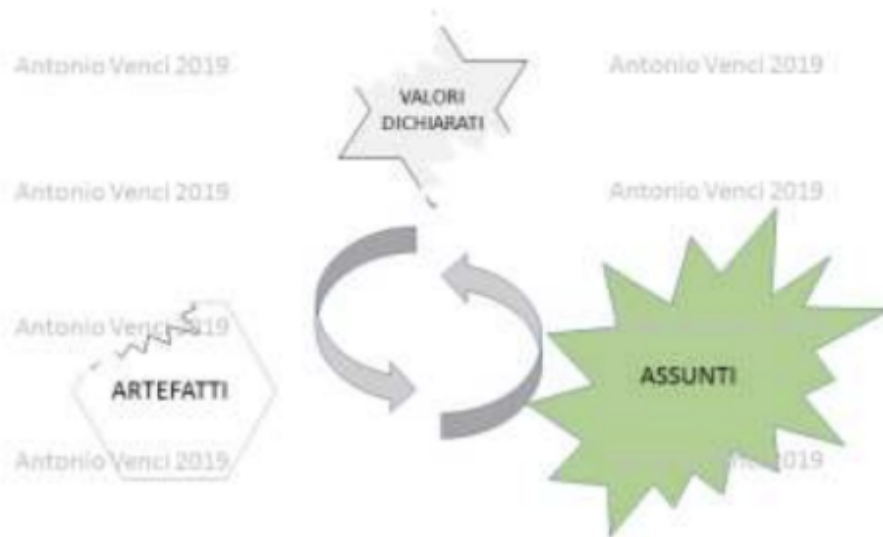 Antonio Venci 2019
Antonio Venci 2019
VALORI
DICHIARATI
Antonio Venci 2019
Antonio Venci 2019
Antonio Venci 2019
ASSUNTI
ARTEFATTI
Antonio Venci 2019
2019